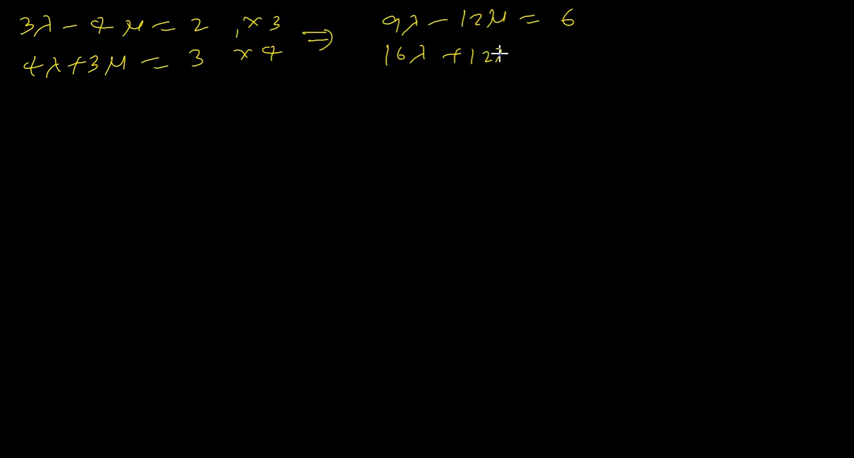 3λ - 4μ = 2 , ×3 ⇒ 9λ - 12μ = 6
4λ + 3μ = 3 ×4 16λ + 12